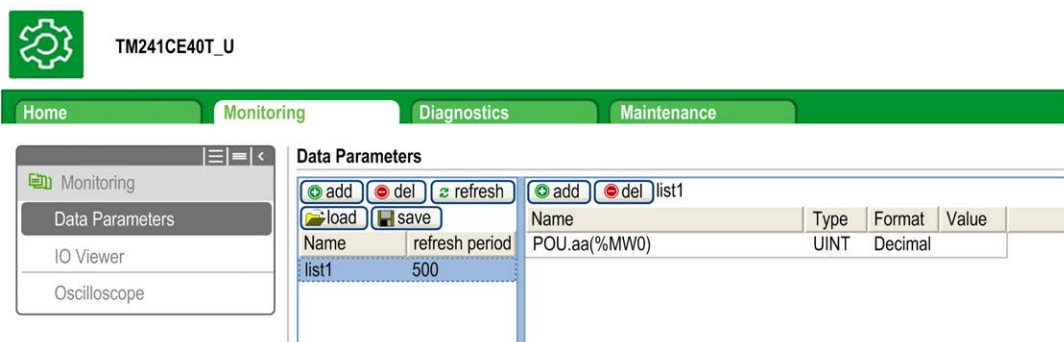 TM241CE40T_U
Home Monitoring Diagnostics Maintenance
Monitoring
Data Parameters
IO Viewer
Oscilloscope
Data Parameters
add del refresh
load save
Name refresh period
list1 500
add del list1
Name Type Format Value
POU.aa(%MW0) UINT Decimal